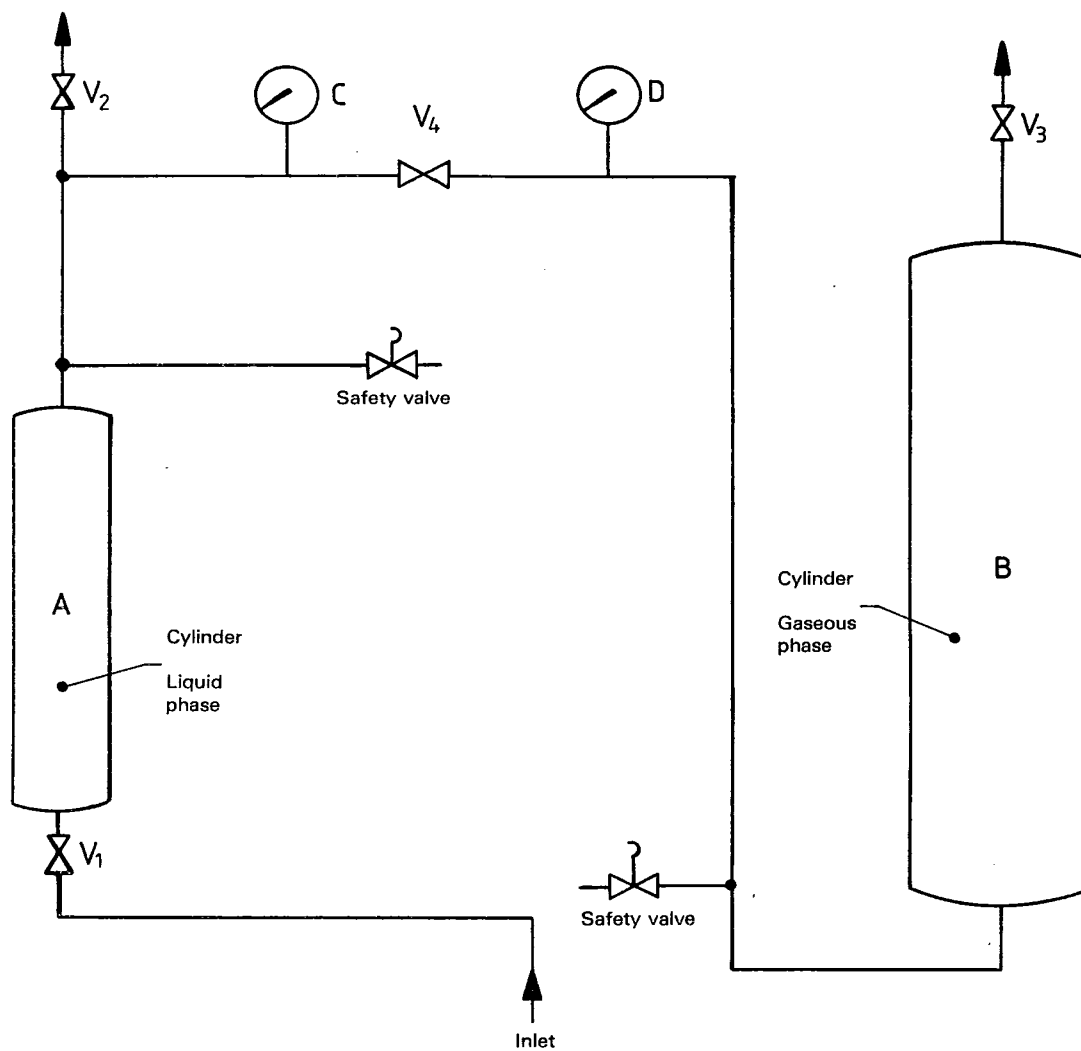 V2
C
V4
D
V3
Safety valve
A
Cylinder
Liquid
phase
Cylinder
Gaseous
phase
B
V1
Safety valve
Inlet